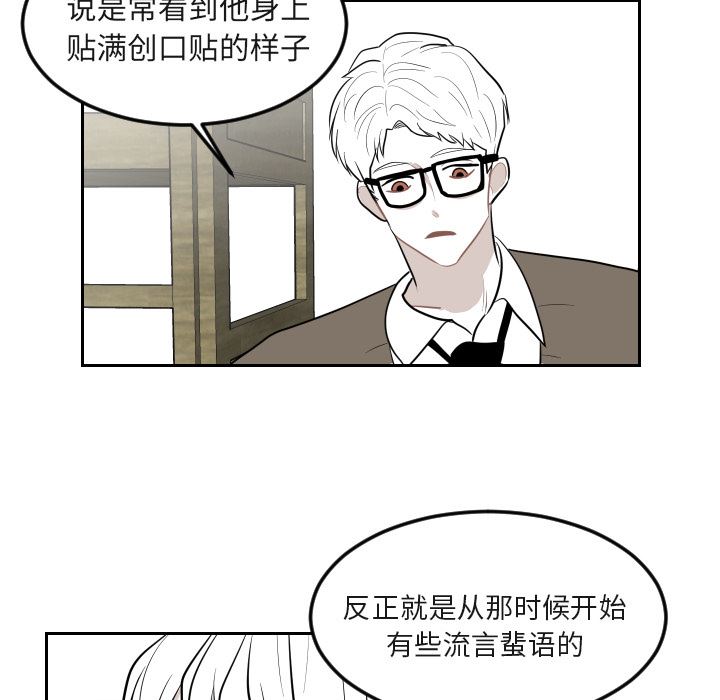 说是常看到他身上
贴满创口贴的样子
反正就是从那时候开始
有些流言蜚语的